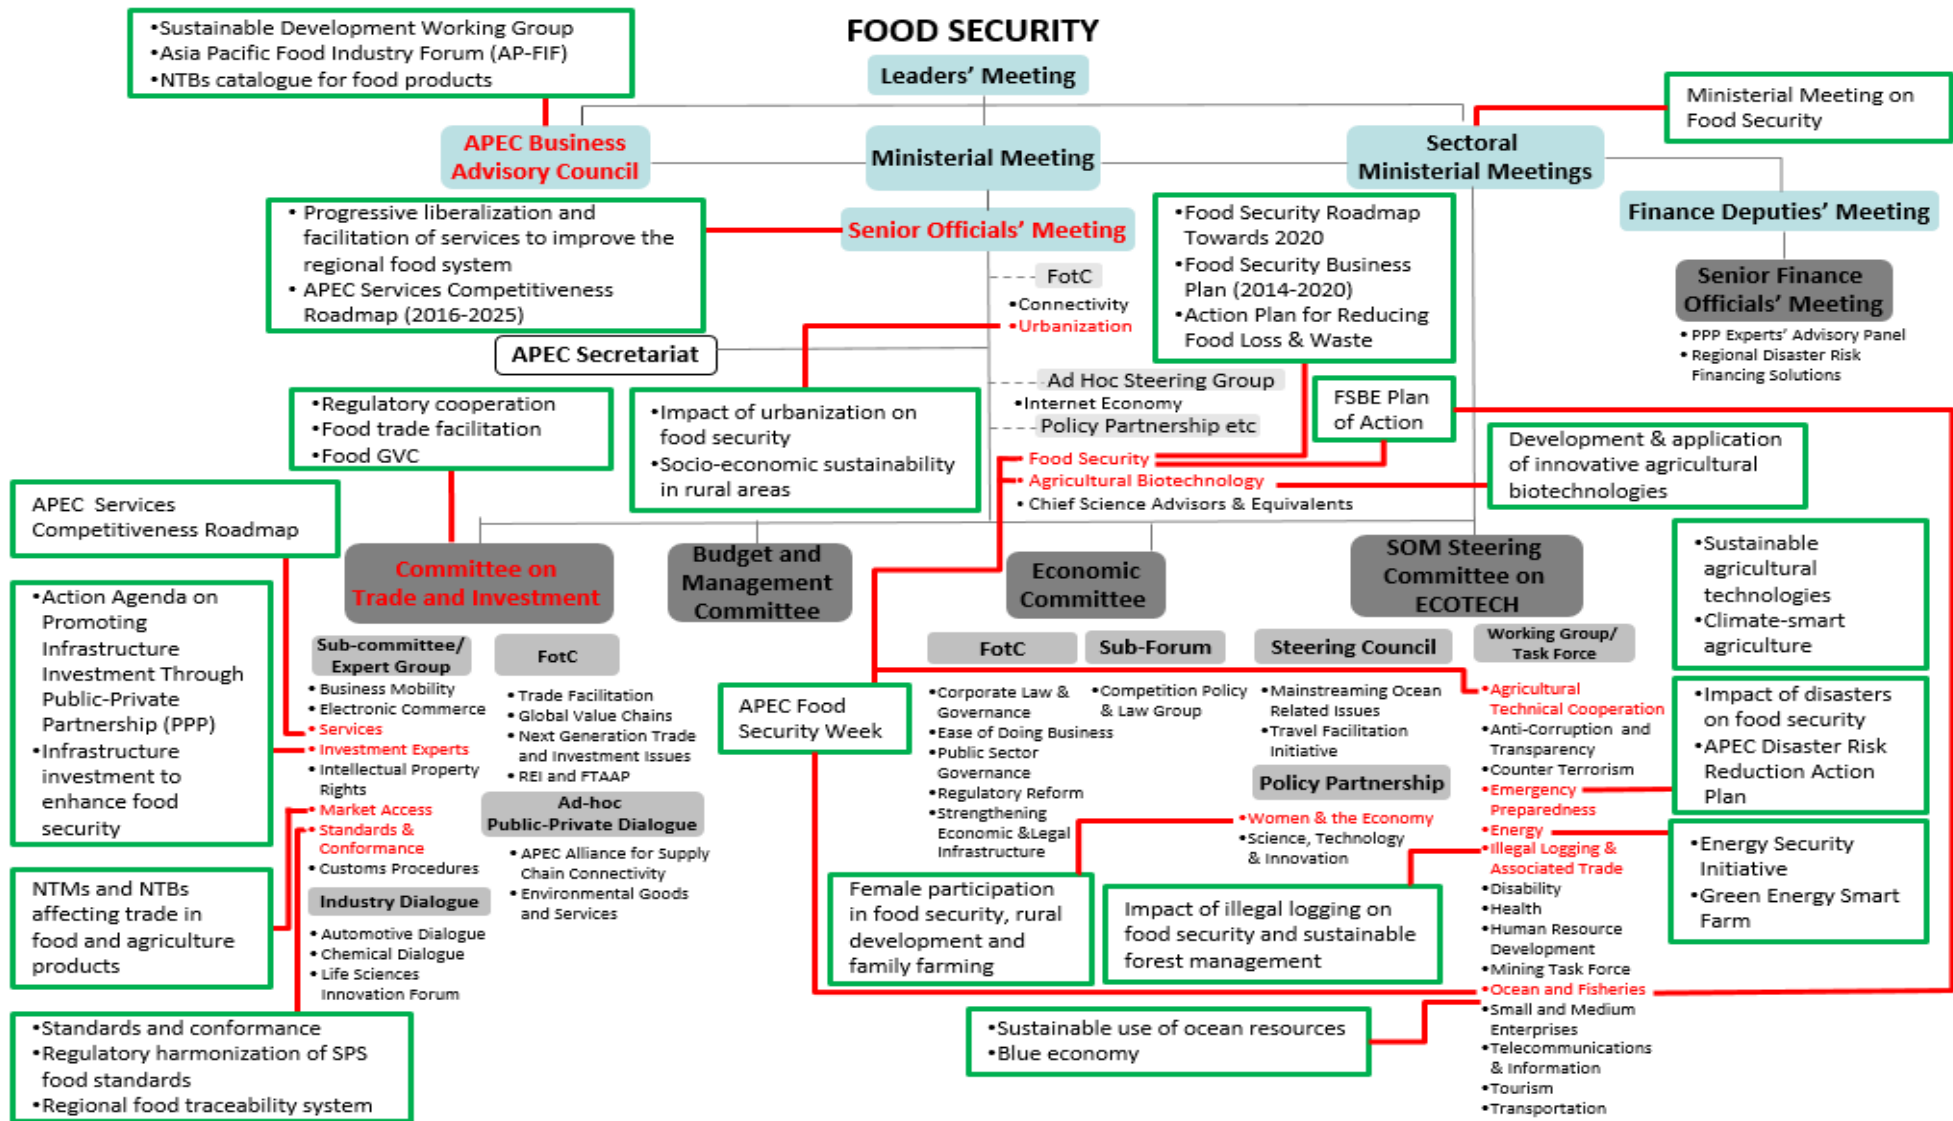 FOOD SECURITY
•Sustainable Development Working Group
•Asia Pacific Food Industry Forum (AP-FIF)
•NTBs catalogue for food products
Leaders' Meeting
Ministerial Meeting on
Food Security
APEC Business
Advisory Council
Ministerial Meeting
Sectoral
Ministerial Meetings
• Progressive liberalization and
facilitation of services to improve the
regional food system
• APEC Services Competitiveness
Roadmap (2016-2025)
Senior Officials' Meeting
•Food Security Roadmap
Towards 2020
•Food Security Business
Plan (2014-2020)
•Action Plan for Reducing
Food Loss & Waste
Finance Deputies' Meeting
Senior Finance
Officials' Meeting
• PPP Experts' Advisory Panel
• Regional Disaster Risk
Financing Solutions
FotC
•Connectivity
•Urbanization
APEC Secretariat
Ad Hoc Steering Group
•Internet Economy
Policy Partnership etc
• Food Security
• Agricultural Biotechnology
• Chief Science Advisors & Equivalents
FSBE Plan
of Action
•Regulatory cooperation
•Food trade facilitation
•Food GVC
•Impact of urbanization on
food security
•Socio-economic sustainability
in rural areas
Development & application
of innovative agricultural
biotechnologies
APEC Services
Competitiveness Roadmap
Committee on
Trade and Investment
Budget and
Management
Committee
Economic
Committee
SOM Steering
Committee on
ECOTECH
•Sustainable
agricultural
technologies
•Climate-smart
agriculture
•Action Agenda on
Promoting
Infrastructure
Investment Through
Public-Private
Partnership (PPP)
•Infrastructure
investment to
enhance food
security
Sub-committee/
Expert Group
• Business Mobility
• Electronic Commerce
• Services
• Investment Experts
• Intellectual Property
Rights
• Market Access
• Standards &
Conformance
• Customs Procedures
Industry Dialogue
• Automotive Dialogue
• Chemical Dialogue
• Life Sciences
Innovation Forum
FotC
• Trade Facilitation
• Global Value Chains
• Next Generation Trade
and Investment Issues
• REI and FTAAP
Ad-hoc
Public-Private Dialogue
• APEC Alliance for Supply
Chain Connectivity
• Environmental Goods
and Services
APEC Food
Security Week
FotC
•Corporate Law &
Governance
•Ease of Doing Business
•Public Sector
Governance
•Regulatory Reform
•Strengthening
Economic &Legal
Infrastructure
Sub-Forum
•Competition Policy
& Law Group
Steering Council
•Mainstreaming Ocean
Related Issues
•Travel Facilitation
Initiative
Policy Partnership
•Women & the Economy
•Science, Technology
& Innovation
Working Group/
Task Force
•Agricultural
Technical Cooperation
•Anti-Corruption and
Transparency
•Counter Terrorism
•Emergency
Preparedness
•Energy
•Illegal Logging &
Associated Trade
•Disability
•Health
•Human Resource
Development
•Mining Task Force
•Ocean and Fisheries
•Small and Medium
Enterprises
•Telecommunications
& Information
•Tourism
•Transportation
•Impact of disasters
on food security
•APEC Disaster Risk
Reduction Action
Plan
•Energy Security
Initiative
•Green Energy Smart
Farm
NTMs and NTBs
affecting trade in
food and agriculture
products
Female participation
in food security, rural
development and
family farming
Impact of illegal logging on
food security and sustainable
forest management
•Standards and conformance
•Regulatory harmonization of SPS
food standards
•Regional food traceability system
•Sustainable use of ocean resources
•Blue economy